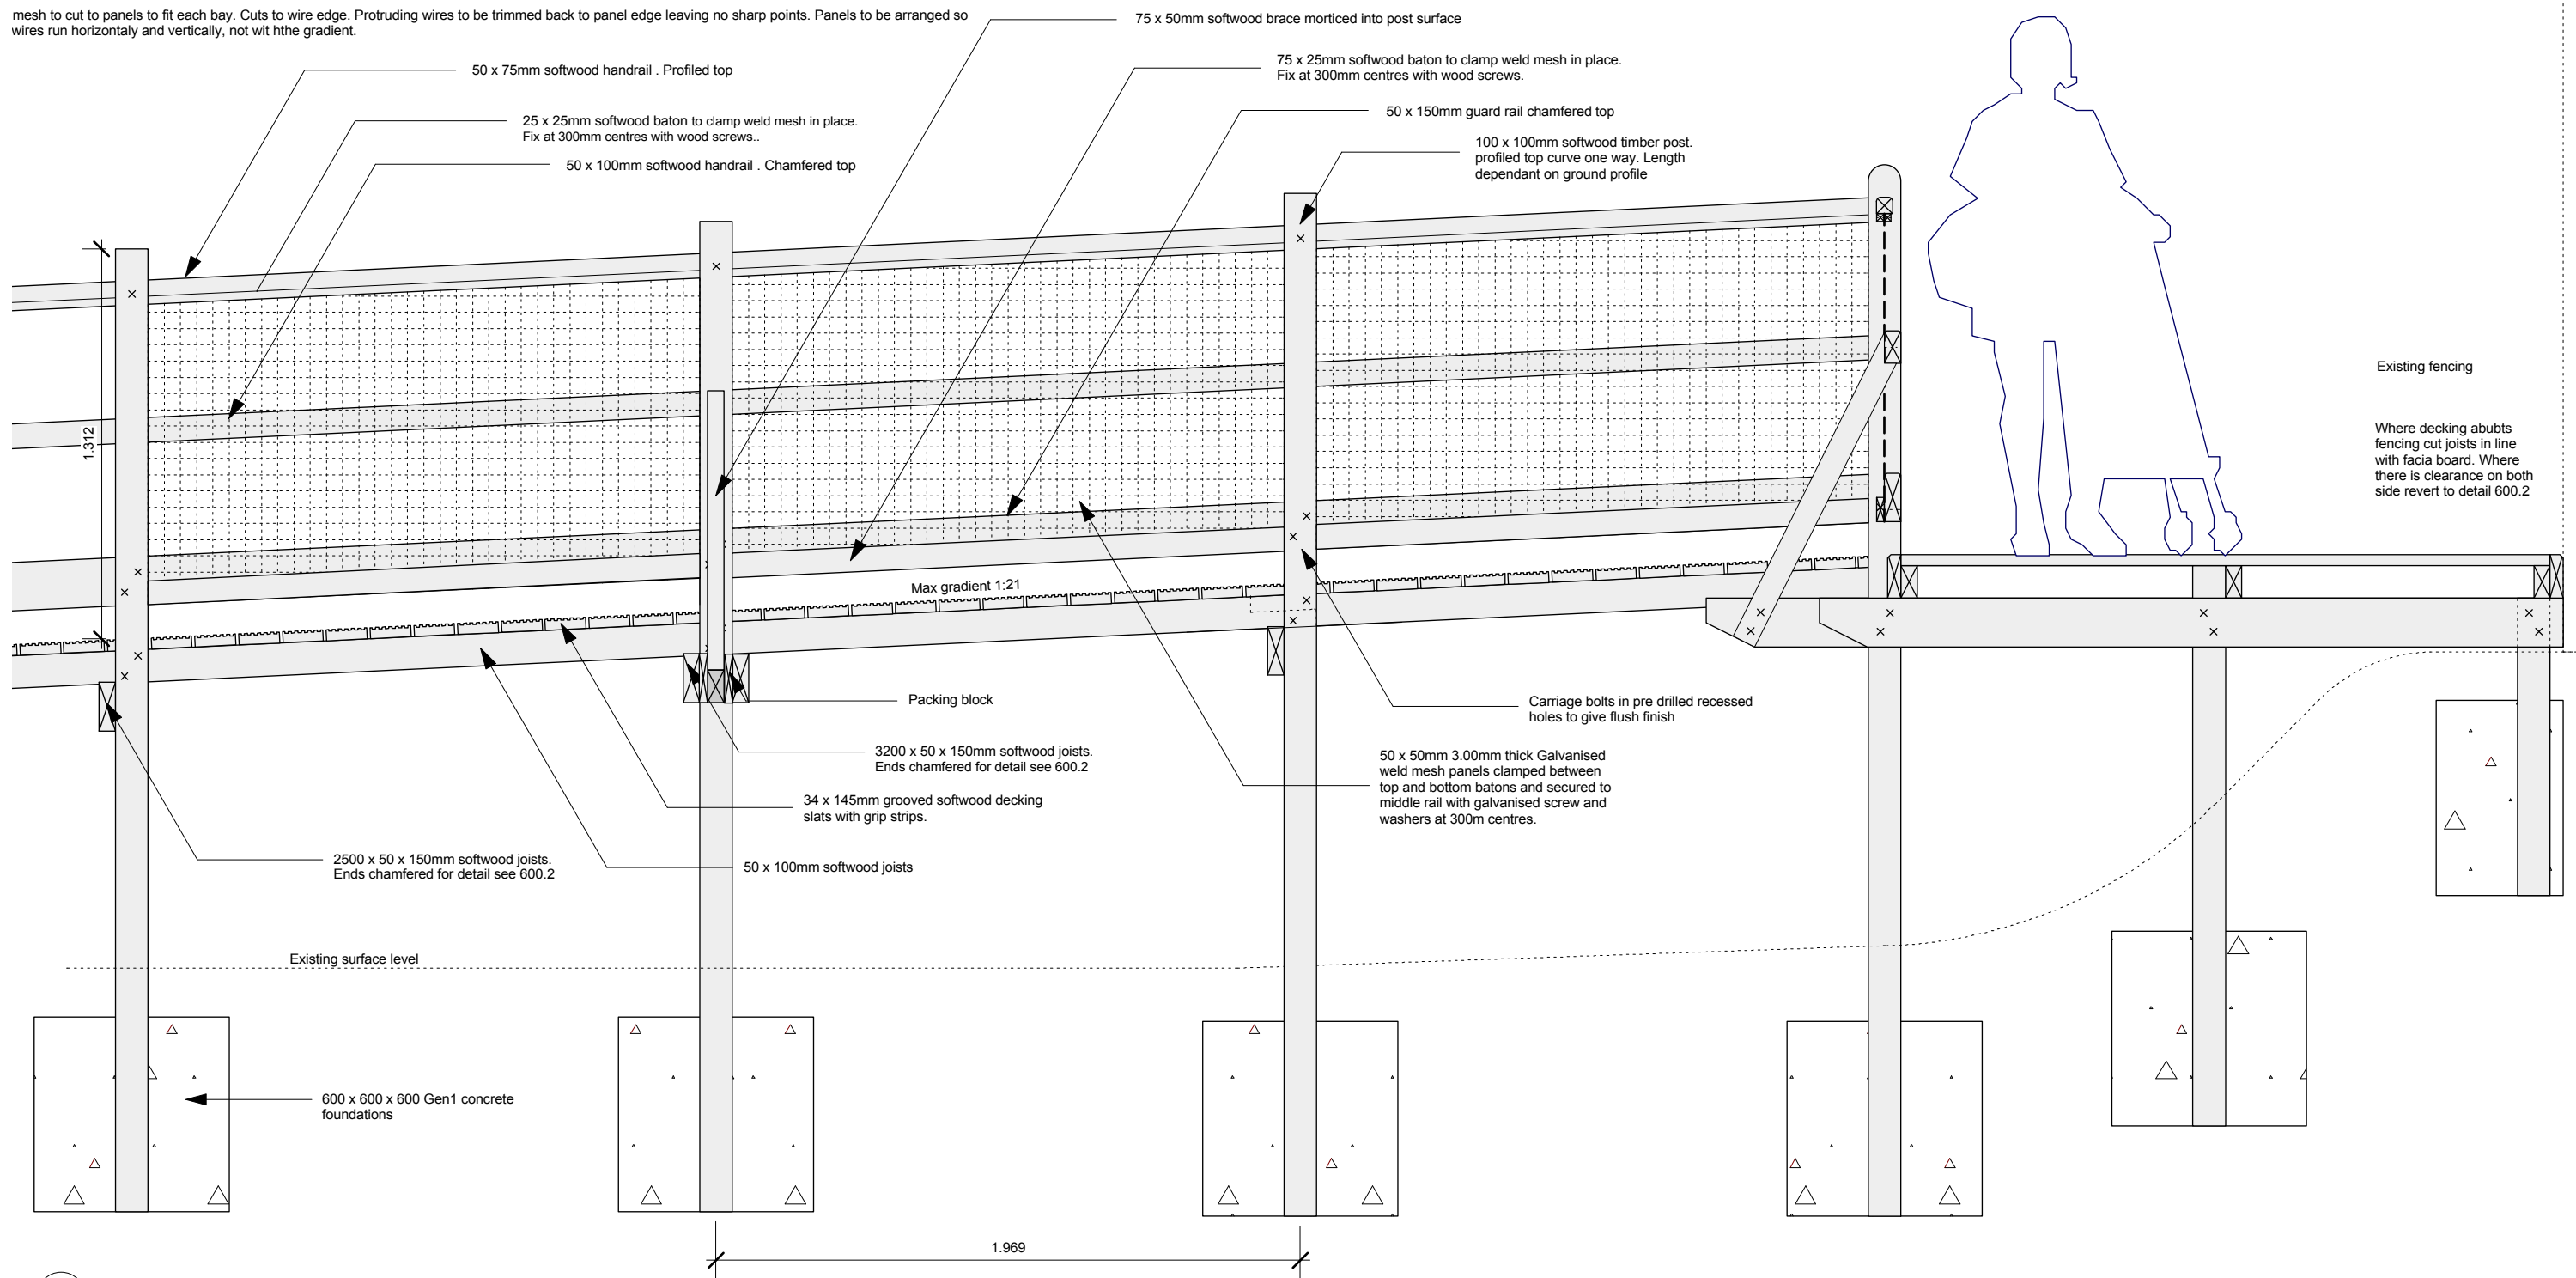 mesh to cut to panels to fit each bay. Cuts to wire edge. Protruding wires to be trimmed back to panel edge leaving no sharp points. Panels to be arranged so
wires run horizontaly and vertically, not wit hthe gradient.
75 x 50mm softwood brace morticed into post surface
50 x 75mm softwood handrail . Profiled top
75 x 25mm softwood baton to clamp weld mesh in place.
Fix at 300mm centres with wood screws.
25 x 25mm softwood baton to clamp weld mesh in place.
Fix at 300mm centres with wood screws..
50 x 150mm guard rail chamfered top
50 x 100mm softwood handrail . Chamfered top
100 x 100mm softwood timber post.
profiled top curve one way. Length
dependant on ground profile
Existing fencing
Where decking abubts
fencing cut joists in line
with facia board. Where
there is clearance on both
side revert to detail 600.2
1.312
Max gradient 1:21
Packing block
Carriage bolts in pre drilled recessed
holes to give flush finish
3200 x 50 x 150mm softwood joists.
Ends chamfered for detail see 600.2
50 x 50mm 3.00mm thick Galvanised
weld mesh panels clamped between
top and bottom batons and secured to
middle rail with galvanised screw and
washers at 300m centres.
34 x 145mm grooved softwood decking
slats with grip strips.
2500 x 50 x 150mm softwood joists.
Ends chamfered for detail see 600.2
50 x 100mm softwood joists
Existing surface level
600 x 600 x 600 Gen1 concrete
foundations
1.969